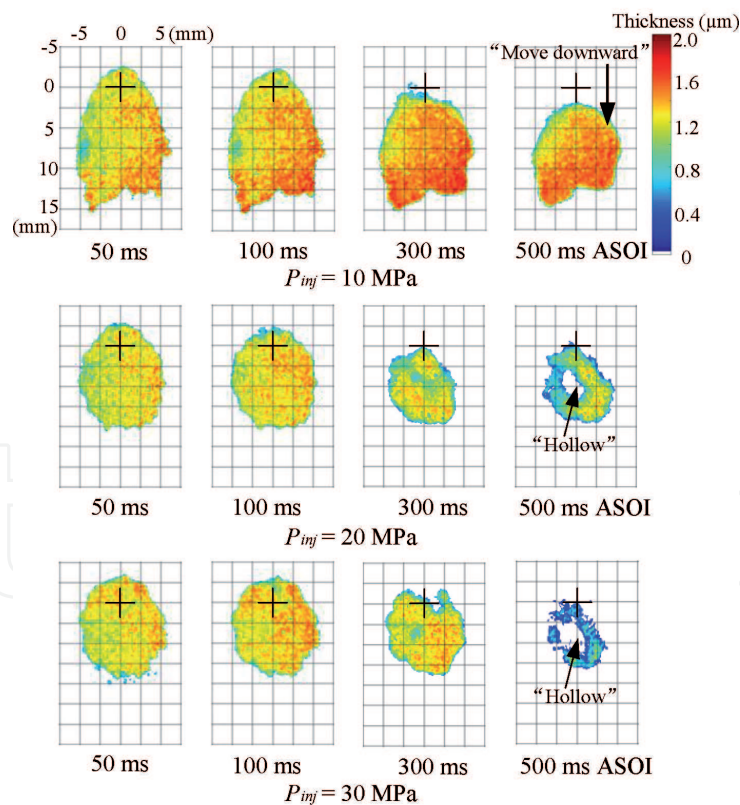 -5 0 5 (mm)
Thickness (μm)
-5
0
5
10
15
(mm)
"Move downward"
2.0
1.6
1.2
0.8
0.4
0
50 ms 100 ms 300 ms 500 ms ASOI
Pinj = 10 MPa
"Hollow"
50 ms 100 ms 300 ms 500 ms ASOI
Pinj = 20 MPa
"Hollow"
50 ms 100 ms 300 ms 500 ms ASOI
Pinj = 30 MPa